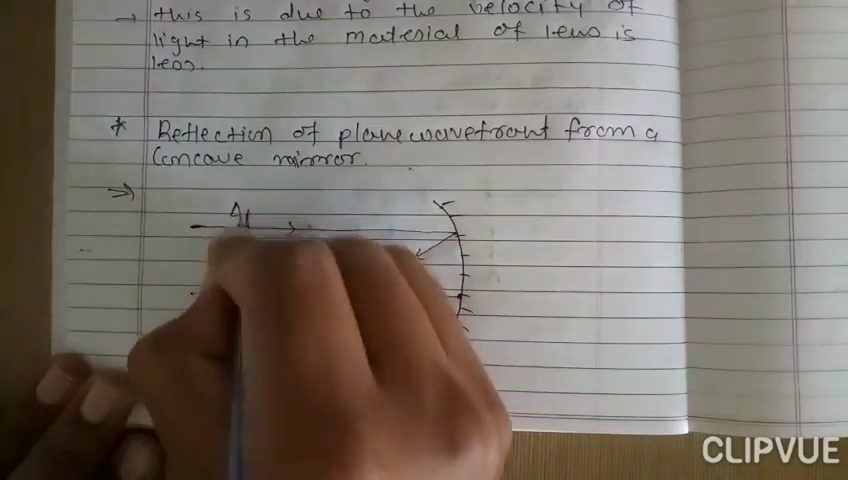 → this is due to the velocity of
light in the material of lens is
less.
* Reflection of plane wavefront from a
Concave mirror.
→
A
CLIPVUE